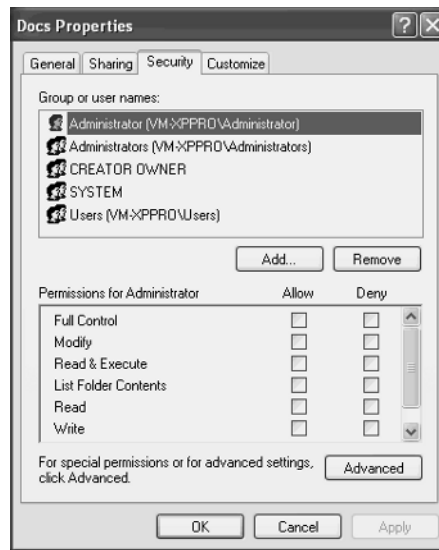 Docs Properties
General Sharing Security Customize
Group or user names:
Administrator (VM-XPPRO\Administrator)
Administrators (VM-XPPRO\Administrators)
CREATOR OWNER
SYSTEM
Users (VM-XPPRO\Users)
Add... Remove
Permissions for Administrator Allow Deny
Full Control
Modify
Read & Execute
List Folder Contents
Read
Write
For special permissions or for advanced settings,
click Advanced. Advanced
OK Cancel Apply